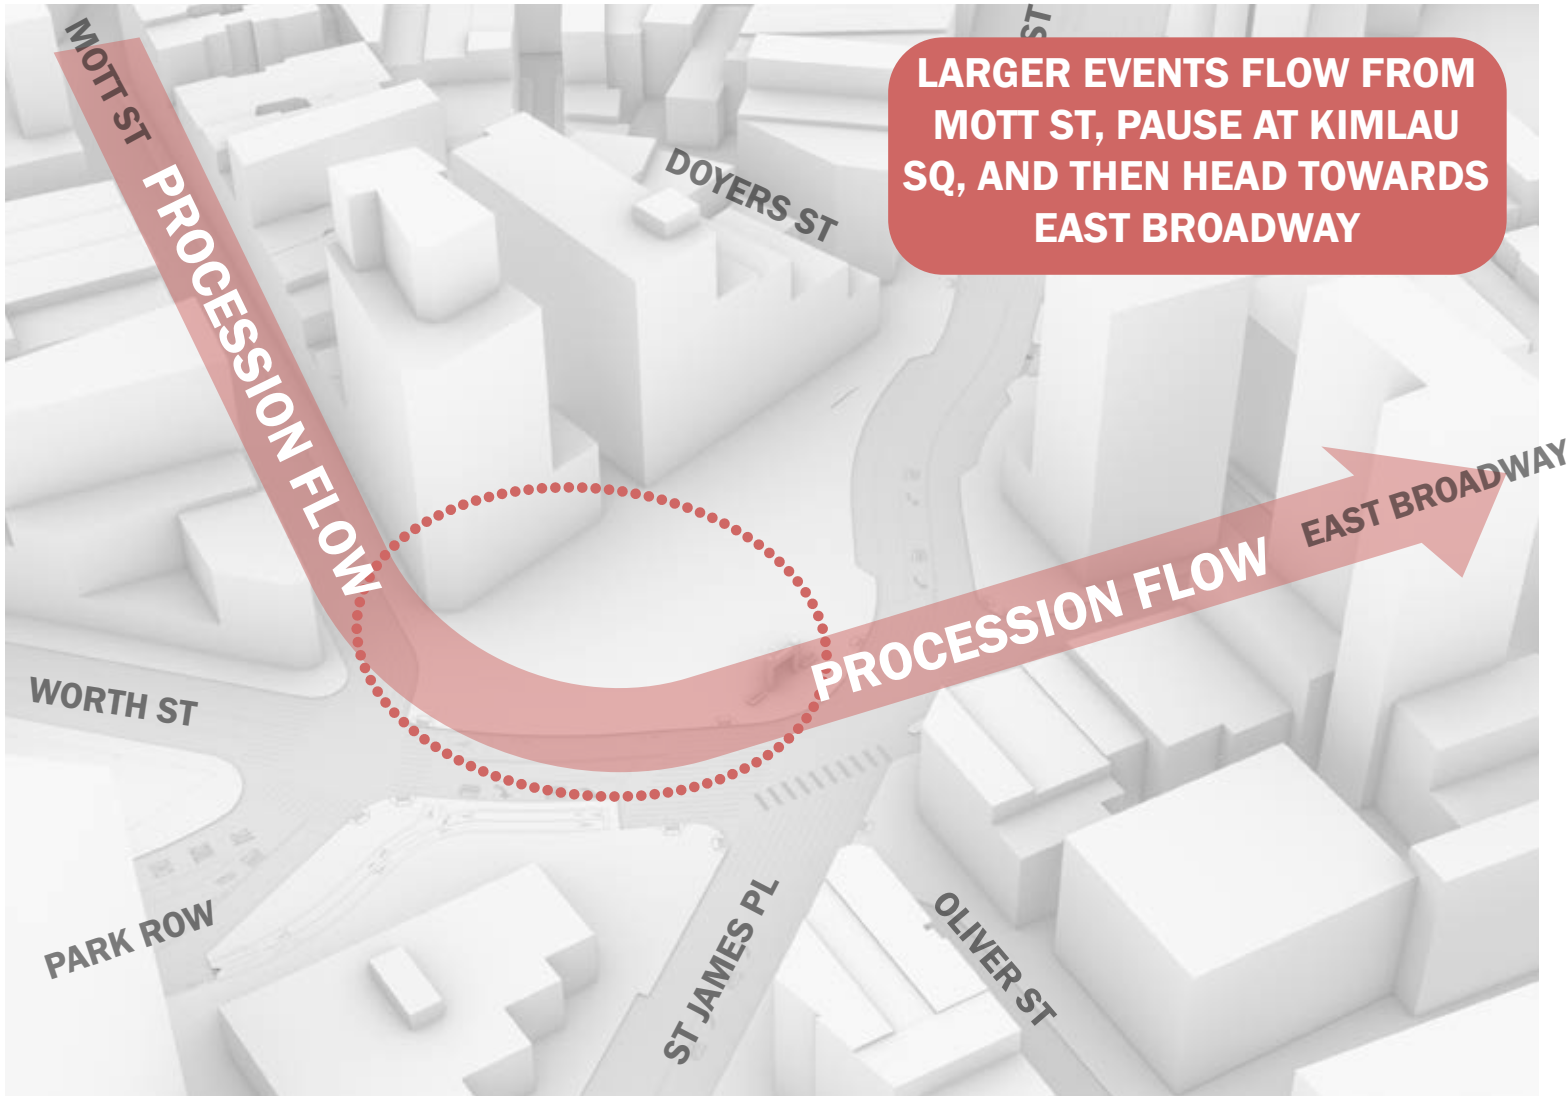 MOTT ST
ST
LARGER EVENTS FLOW FROM
MOTT ST, PAUSE AT KIMLAU
SQ, AND THEN HEAD TOWARDS
EAST BROADWAY
DOYERS ST
PROCESSION FLOW
EAST BROADWAY
PROCESSION FLOW
WORTH ST
PARK ROW
ST JAMES PL
OLIVER ST